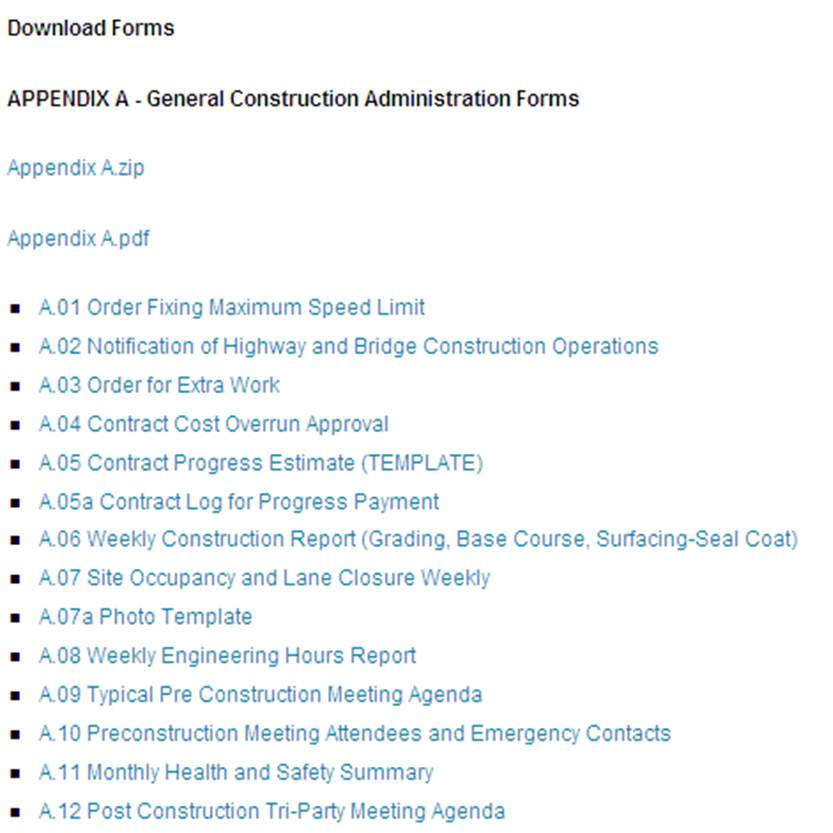 Download Forms
APPENDIX A - General Construction Administration Forms
Appendix A.zip
Appendix A.pdf
A.01 Order Fixing Maximum Speed Limit
A.02 Notification of Highway and Bridge Construction Operations
A.03 Order for Extra Work
A.04 Contract Cost Overrun Approval
A.05 Contract Progress Estimate (TEMPLATE)
A.05a Contract Log for Progress Payment
A.06 Weekly Construction Report (Grading, Base Course, Surfacing-Seal Coat)
A.07 Site Occupancy and Lane Closure Weekly
A.07a Photo Template
A.08 Weekly Engineering Hours Report
A.09 Typical Pre Construction Meeting Agenda
A.10 Preconstruction Meeting Attendees and Emergency Contacts
A.11 Monthly Health and Safety Summary
A.12 Post Construction Tri-Party Meeting Agenda